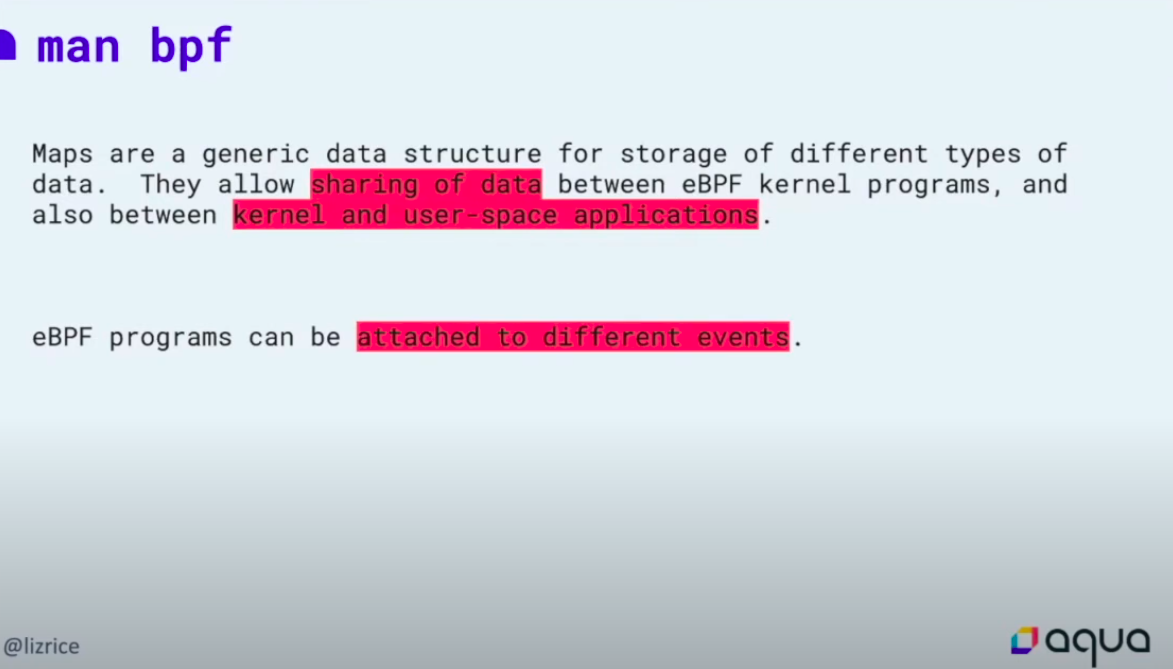 man bpf
Maps are a generic data structure for storage of different types of
data.  They allow sharing of data between eBPF kernel programs, and
also between kernel and user-space applications.
eBPF programs can be attached to different events.
@lizrice
aqua